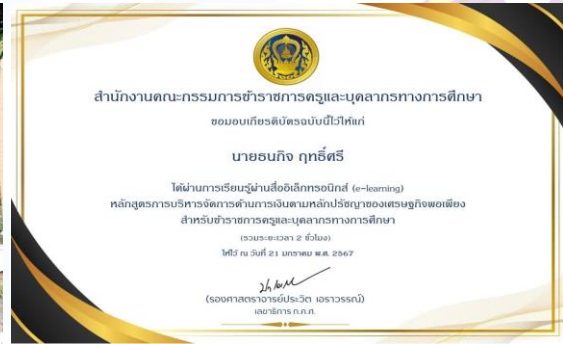 สำนักงานคณะกรรมการข้าราชการครูและบุคลากรทางการศึกษา
ขอมอบเกียรติบัตรฉบับนี้ไว้ให้แก่
นายธนกิจ ฤทธิ์ศรี
ได้ผ่านการเรียนรู้ผ่านสื่ออิเล็กทรอนิกส์ (e-learning)
หลักสูตรการบริหารจัดการด้านการเงินตามหลักปรัชญาของเศรษฐกิจพอเพียง
สำหรับข้าราชการครูและบุคลากรทางการศึกษา
(รวมระยะเวลา 2 ชั่วโมง)
ให้ไว้ ณ วันที่ 21 มกราคม พ.ศ. 2567
(รองศาสตราจารย์ประวิต เอราวรรณ์)
เลขาธิการ ก.ค.ศ.